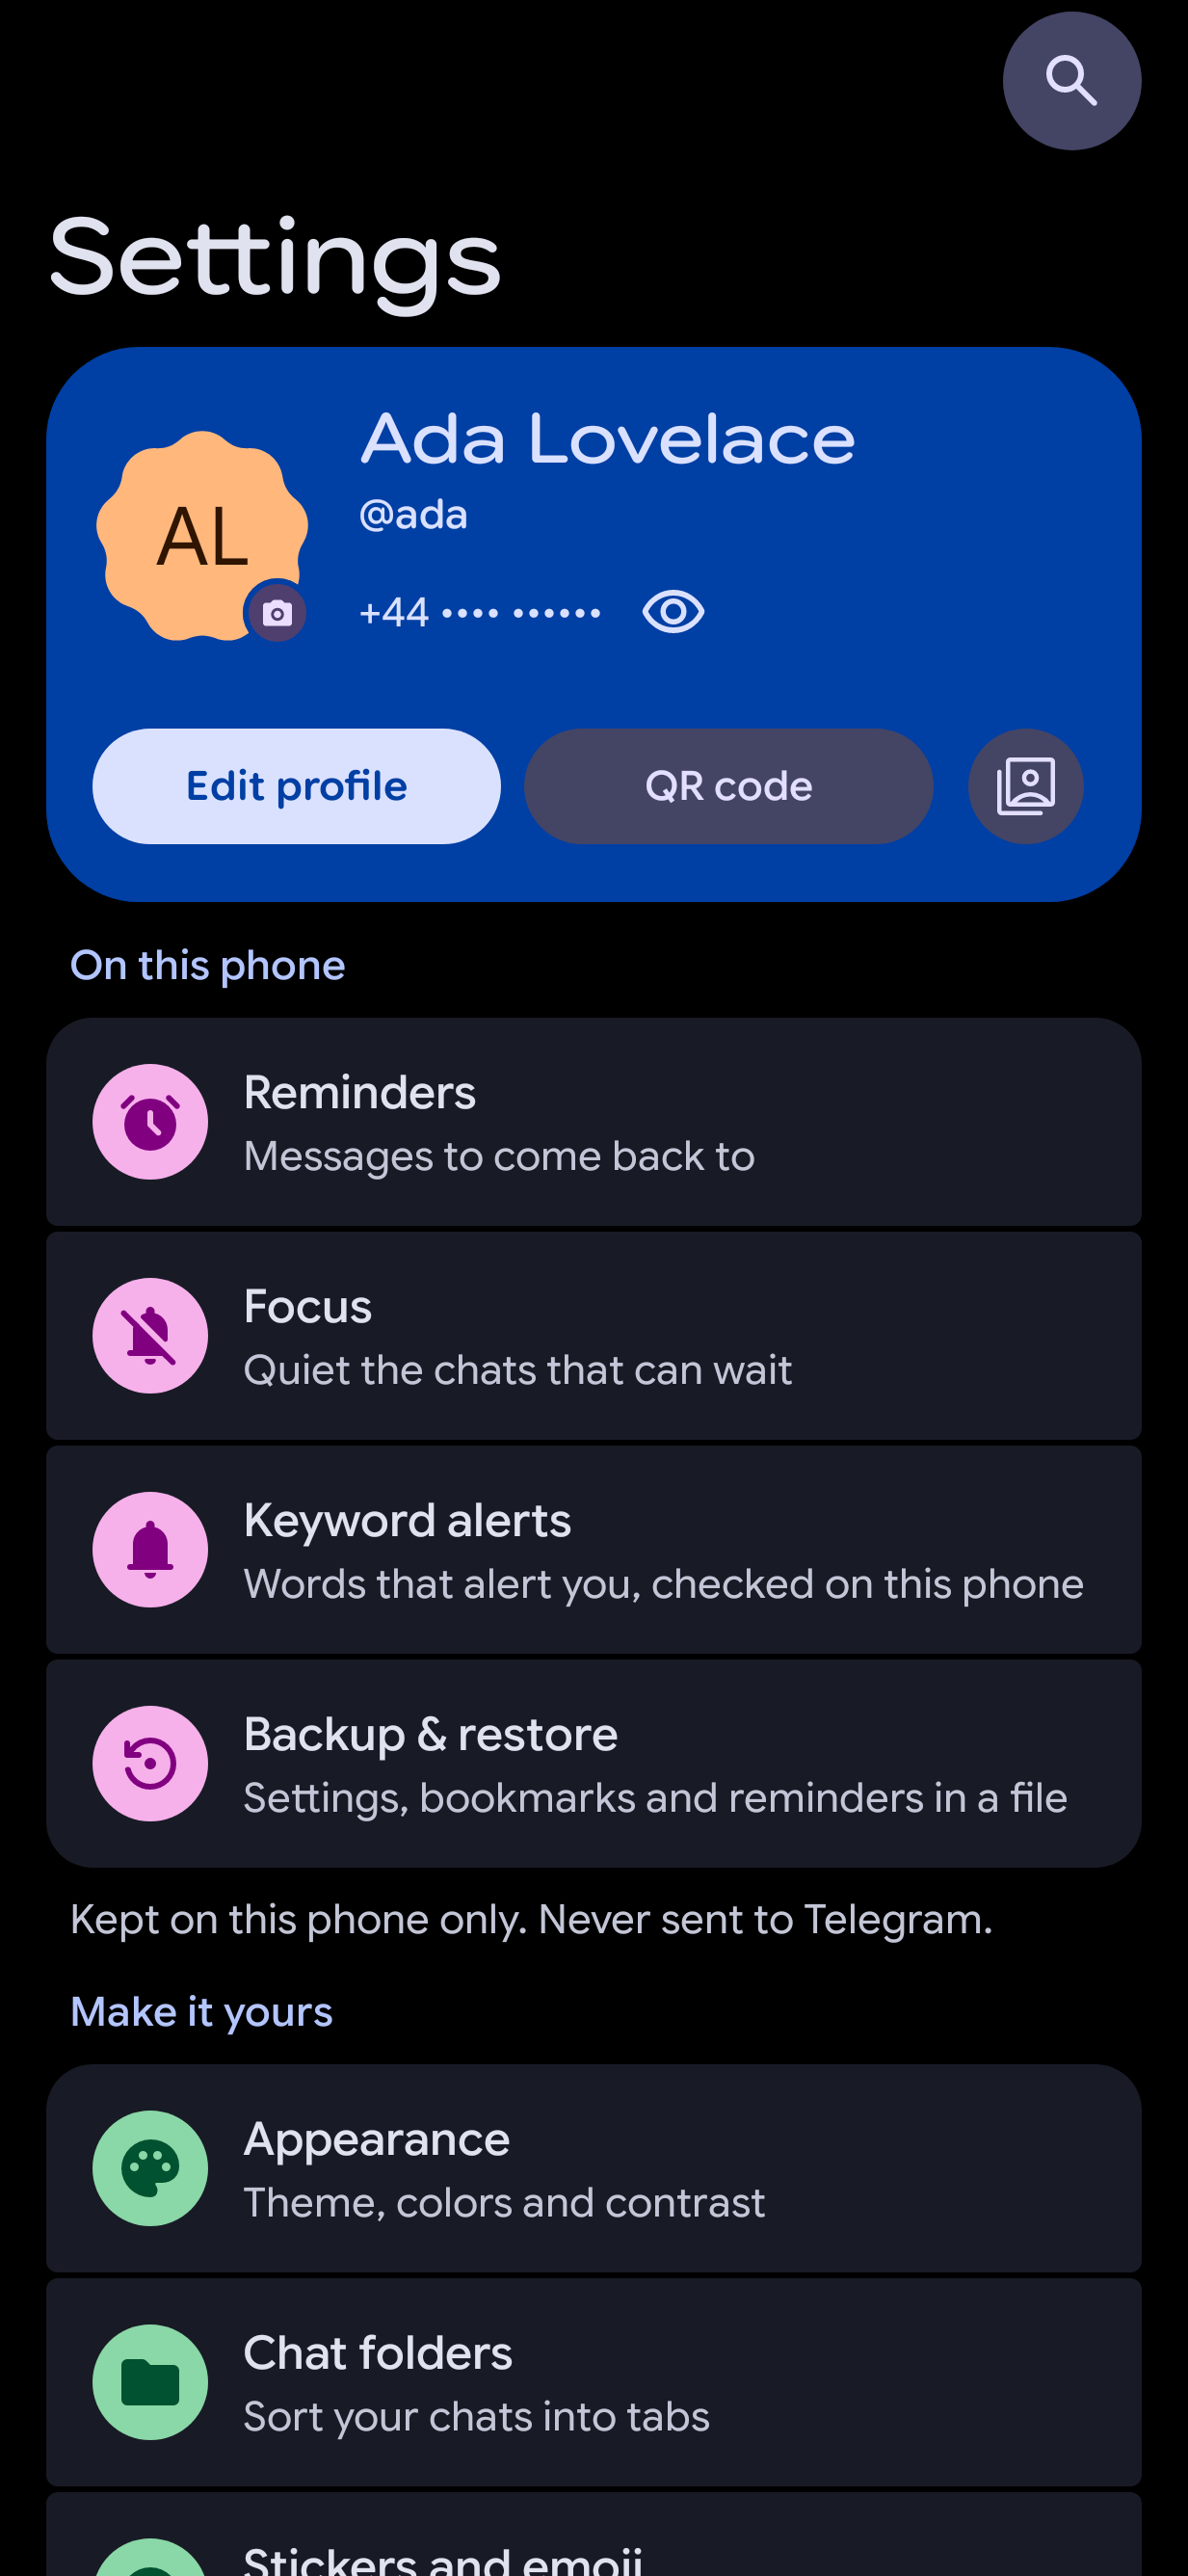 Settings
Ada Lovelace
@ada
AL
+44 •••• ••••••
Edit profile
QR code
On this phone
Reminders
Messages to come back to
Focus
Quiet the chats that can wait
Keyword alerts
Words that alert you, checked on this phone
Backup & restore
Settings, bookmarks and reminders in a file
Kept on this phone only. Never sent to Telegram.
Make it yours
Appearance
Theme, colors and contrast
Chat folders
Sort your chats into tabs
Stickers and emoji